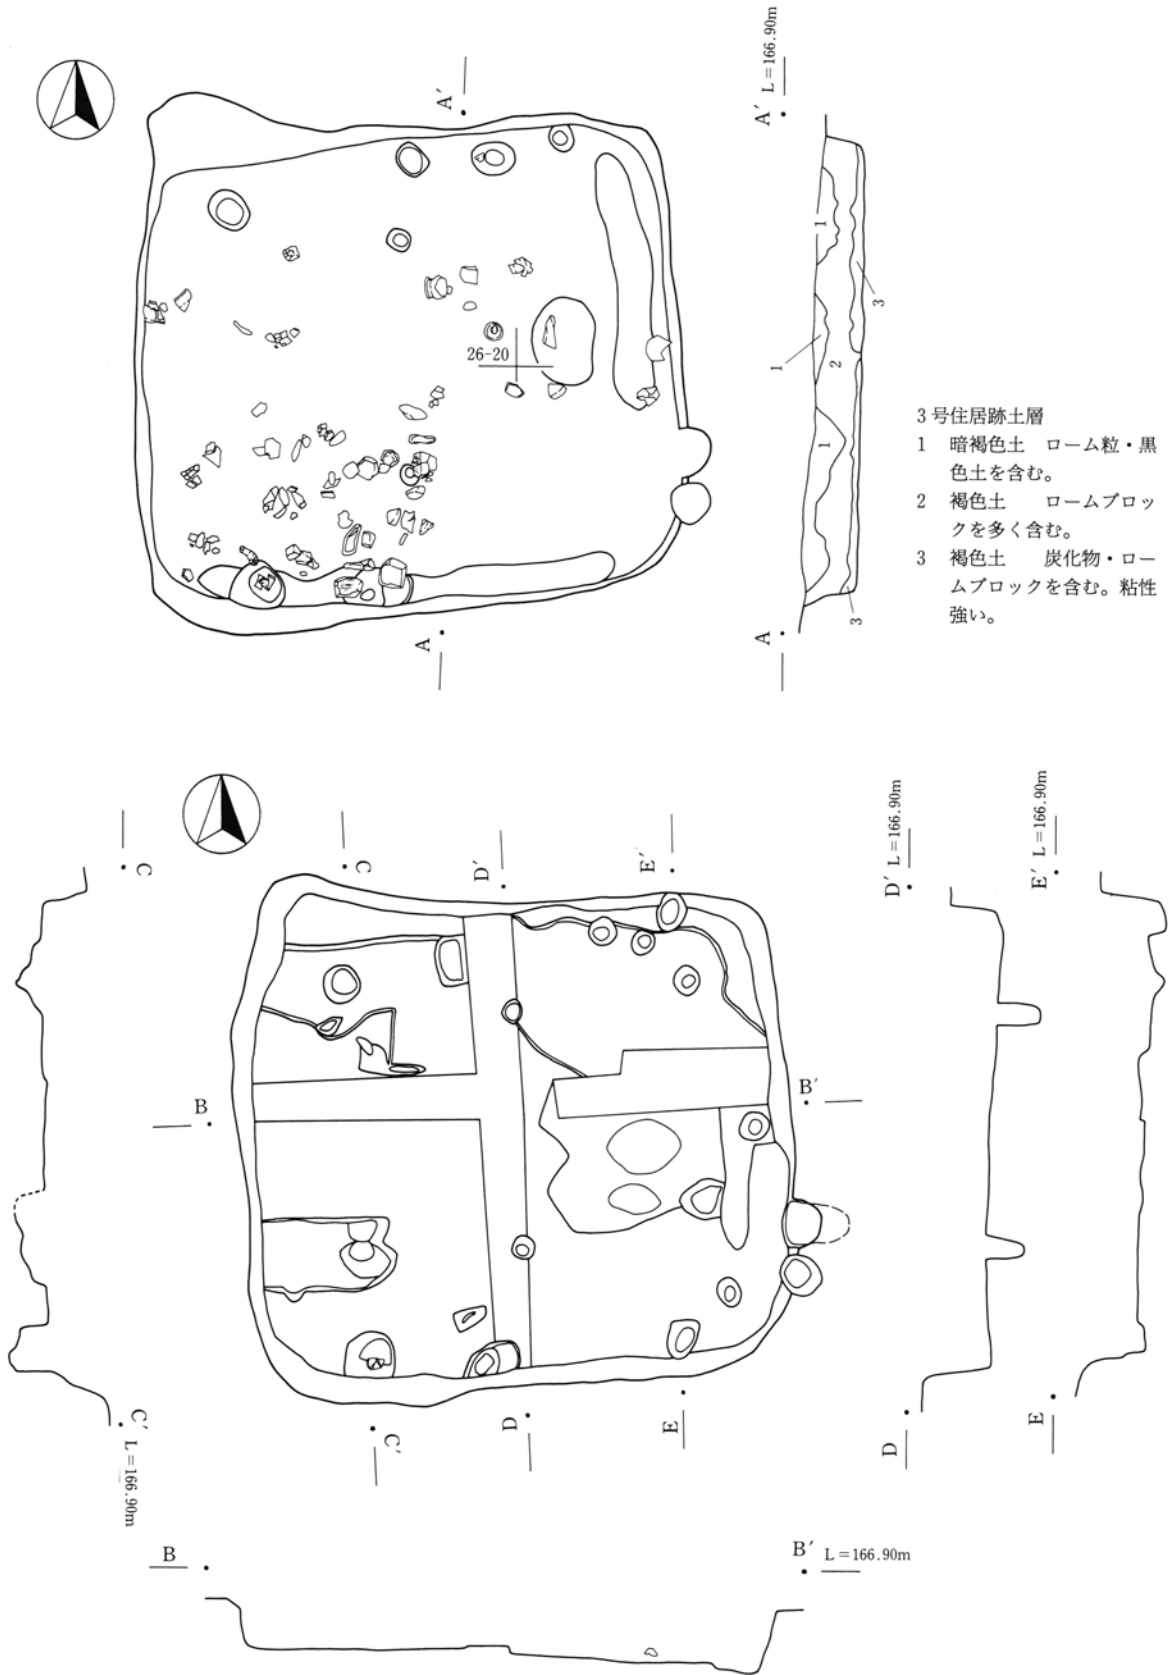 A′
A′ L=166.90m
26-20
1
3
1
2
1
3
A
A
3号住居跡土層
1 暗褐色土 ローム粒・黒
色土を含む。
2 褐色土 ロームブロッ
クを多く含む。
3 褐色土 炭化物・ロー
ムブロックを含む。粘性
強い。
C
C
D′
E′
D′ L=166.90m
E′ L=166.90m
B
B′
C′ L=166.90m
C′
D
E
D
E
B
B′ L=166.90m